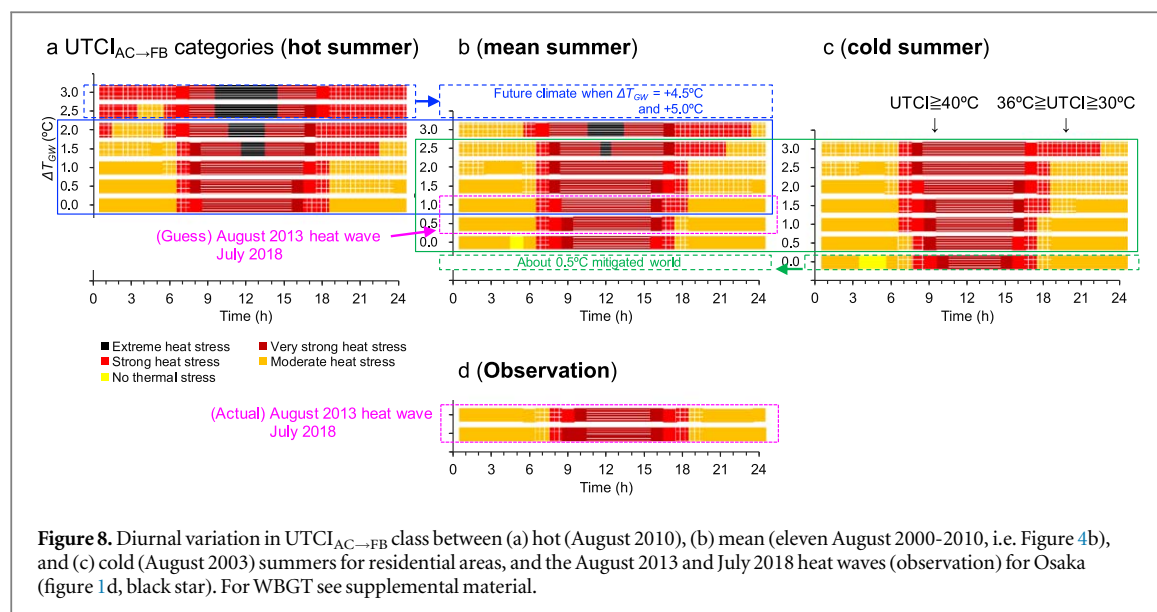 a UTCI_AC→FB categories (hot summer)
b (mean summer)
c (cold summer)
ΔT_GW (ºC)
3.0
2.5
2.0
1.5
1.0
0.5
0.0
Future climate when ΔT_GW = +4.5ºC
and +5.0ºC
3.0
2.5
2.0
1.5
1.0
0.5
0.0
UTCI≧40ºC
36ºC≧UTCI≧30ºC
3.0
2.5
2.0
1.5
1.0
0.5
0.0
(Guess) August 2013 heat wave
July 2018
About 0.5ºC mitigated world
0 3 6 9 12 15 18 21 24
Time (h)
0 3 6 9 12 15 18 21 24
Time (h)
0 3 6 9 12 15 18 21 24
Time (h)
Extreme heat stress
Very strong heat stress
Strong heat stress
Moderate heat stress
No thermal stress
d (Observation)
(Actual) August 2013 heat wave
July 2018
0 3 6 9 12 15 18 21 24
Time (h)
Figure 8. Diurnal variation in UTCI_AC→FB class between (a) hot (August 2010), (b) mean (eleven August 2000-2010, i.e. Figure 4b),
and (c) cold (August 2003) summers for residential areas, and the August 2013 and July 2018 heat waves (observation) for Osaka
(figure 1d, black star). For WBGT see supplemental material.